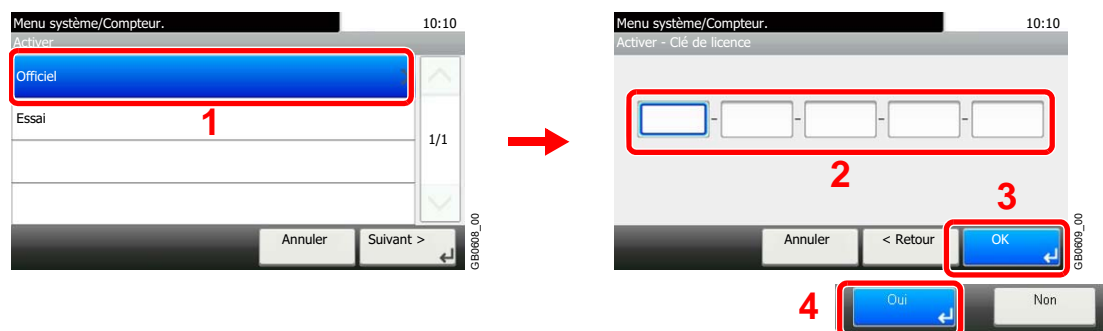 Menu système/Compteur. 10:10
Activer
Officiel
1
Essai
1/1
Annuler Suivant >
GB0608_00
Menu système/Compteur. 10:10
Activer - Clé de licence
- - - -
2
3
Annuler < Retour OK
GB0609_00
4 Oui Non